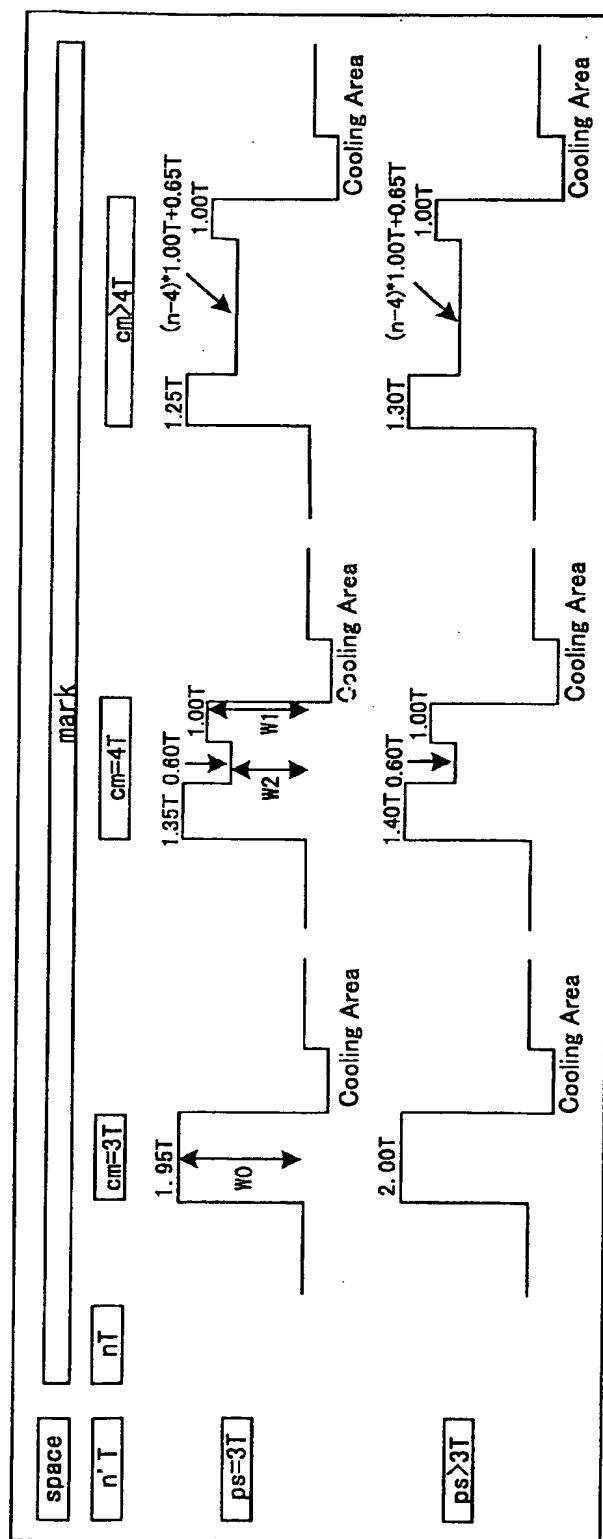 space
mark
n'T
nT
cm=3T
cm=4T
cm>4T
ps=3T
1.95T
W0
Cooling Area
1.35T
0.60T
1.00T
W2
W1
Cooling Area
1.25T
(n-4)*1.00T+0.65T
1.00T
Cooling Area
ps>3T
2.00T
Cooling Area
1.40T
0.60T
1.00T
Cooling Area
1.30T
(n-4)*1.00T+0.65T
1.00T
Cooling Area